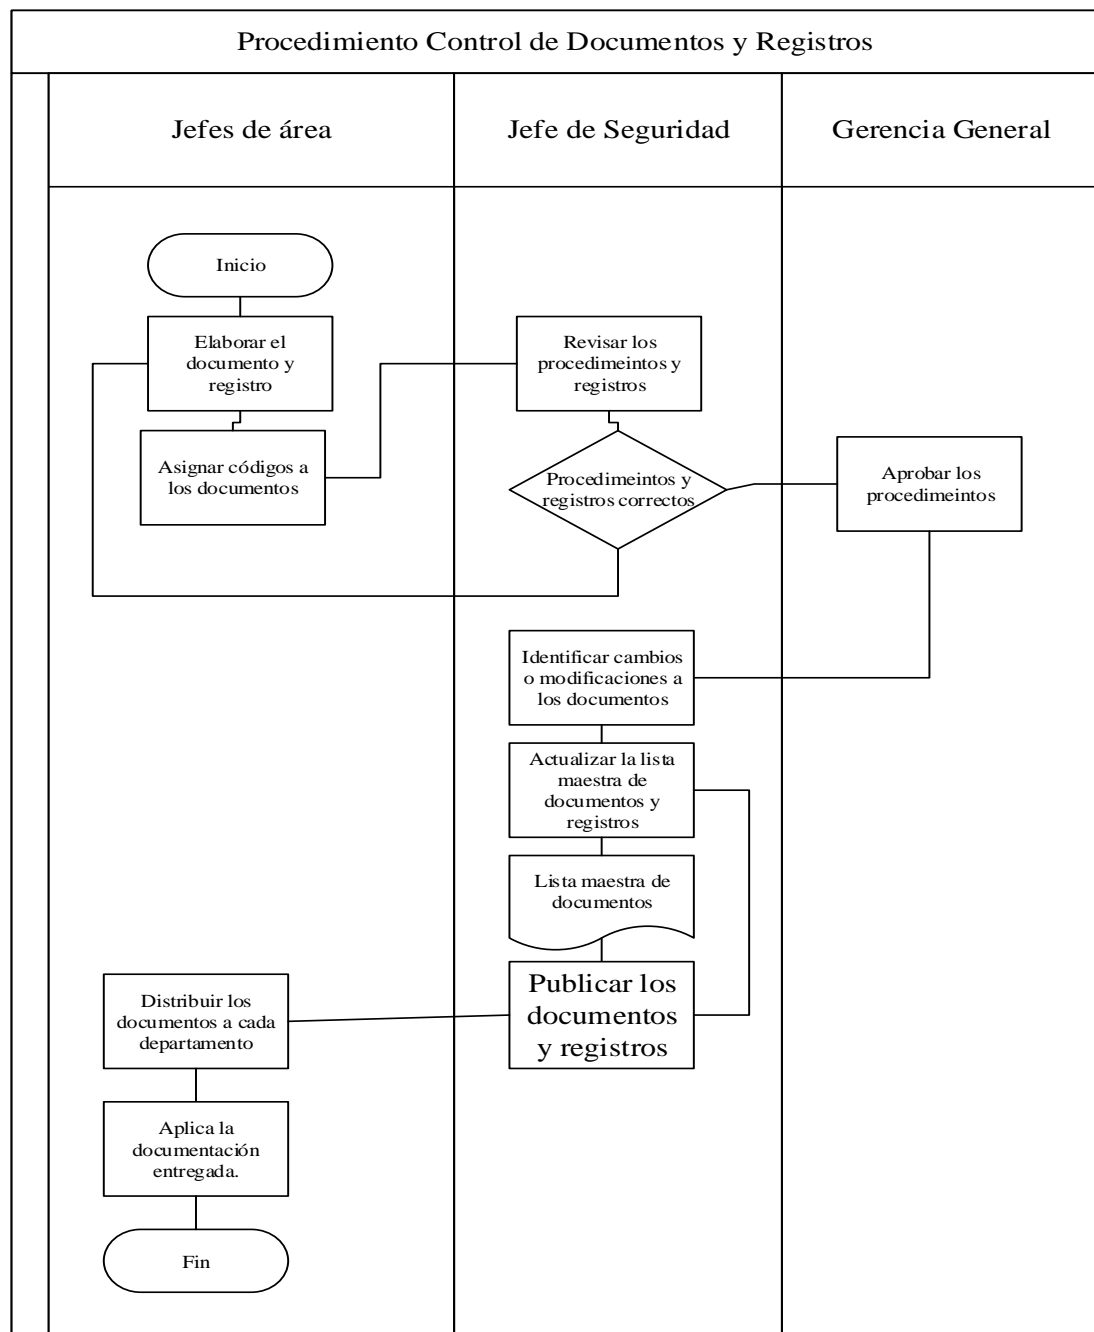 Procedimiento Control de Documentos y Registros
Jefes de área
Jefe de Seguridad
Gerencia General
Inicio
Elaborar el
documento y
registro
Asignar códigos a
los documentos
Revisar los
procedimeintos y
registros
Procedimeintos y
registros correctos
Aprobar los
procedimeintos
Identificar cambios
o modificaciones a
los documentos
Actualizar la lista
maestra de
documentos y
registros
Lista maestra de
documentos
Publicar los
documentos
y registros
Distribuir los
documentos a cada
departamento
Aplica la
documentación
entregada.
Fin